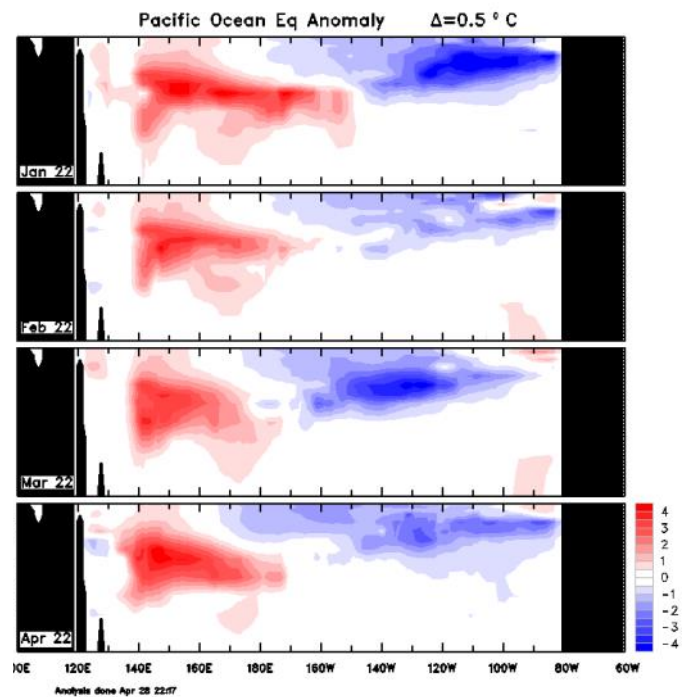 Pacific Ocean Eq Anomaly Δ=0.5 ° C
Jan 22
Feb 22
Mar 22
Apr 22
4
3
2
1
0
−1
−2
−3
−4
00E 120E 140E 160E 180E 160W 140W 120W 100W 80W 60W
Analysis done Apr 28 22:17